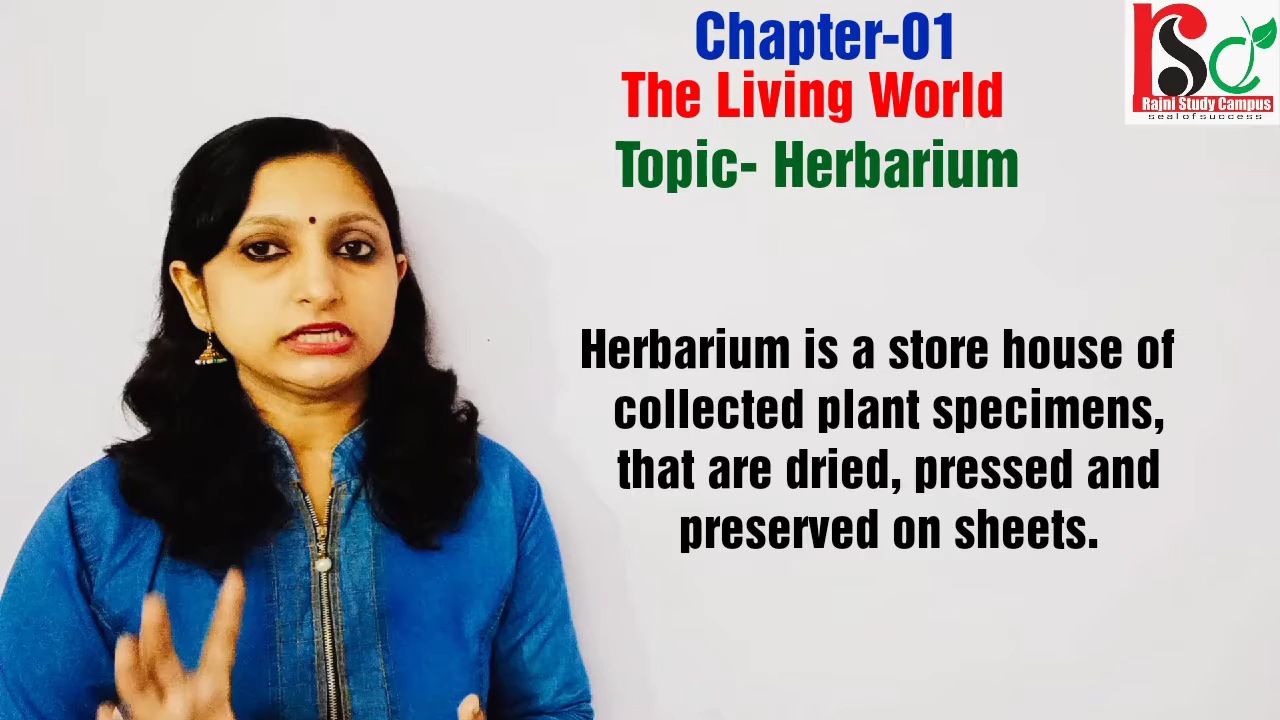 Chapter-01
The Living World
Topic- Herbarium
Rajni Study Campus
seal of success
Herbarium is a store house of
collected plant specimens,
that are dried, pressed and
preserved on sheets.